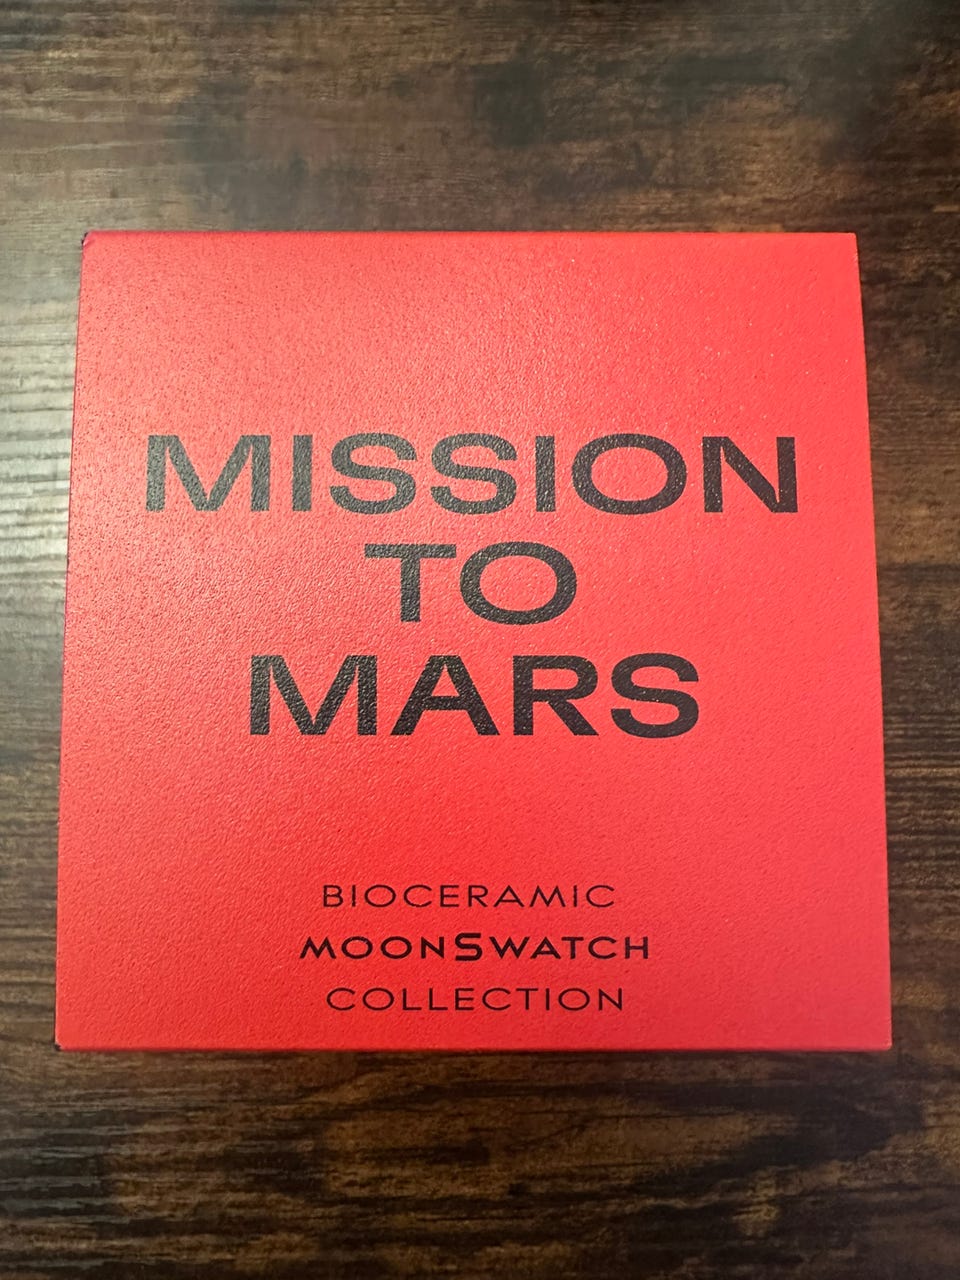 MISSION
TO
MARS
BIOCERAMIC
MOONSWATCH
COLLECTION